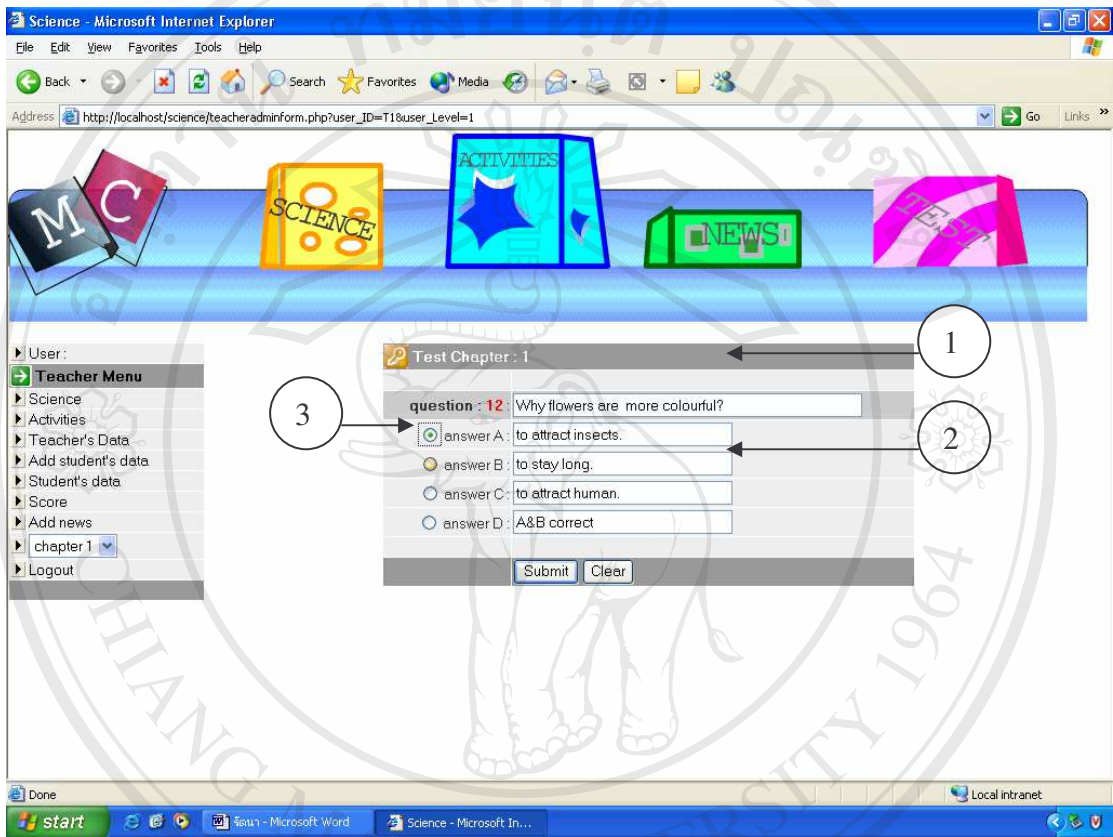 Science - Microsoft Internet Explorer
File Edit View Favorites Tools Help
Back Search Favorites Media
Address http://localhost/science/teacheradminform.php?user_ID=T1&user_Level=1 Go Links »
M C SCIENCE ACTIVITIES NEWS TEST
User :
Teacher Menu
Science
Activities
Teacher's Data
Add student's data
Student's data
Score
Add news
chapter 1
Logout
Test Chapter : 1
1
question : 12 : Why flowers are more colourful?
3
answer A : to attract insects.
2
answer B : to stay long.
answer C : to attract human.
answer D : A&B correct
Submit Clear
CHIANG
1964
Done Local intranet
start - Microsoft Word Science - Microsoft In...